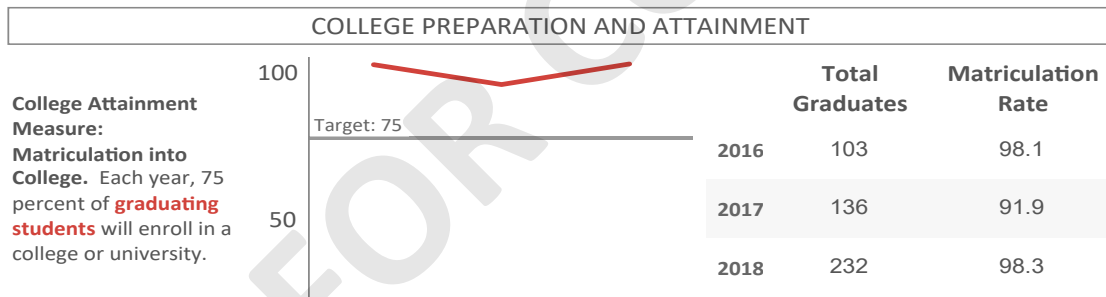 COLLEGE PREPARATION AND ATTAINMENT
College Attainment
Measure:
Matriculation into
College. Each year, 75
percent of graduating
students will enroll in a
college or university.
100
Target: 75
50
Total Graduates Matriculation Rate
2016 103 98.1
2017 136 91.9
2018 232 98.3
FOR